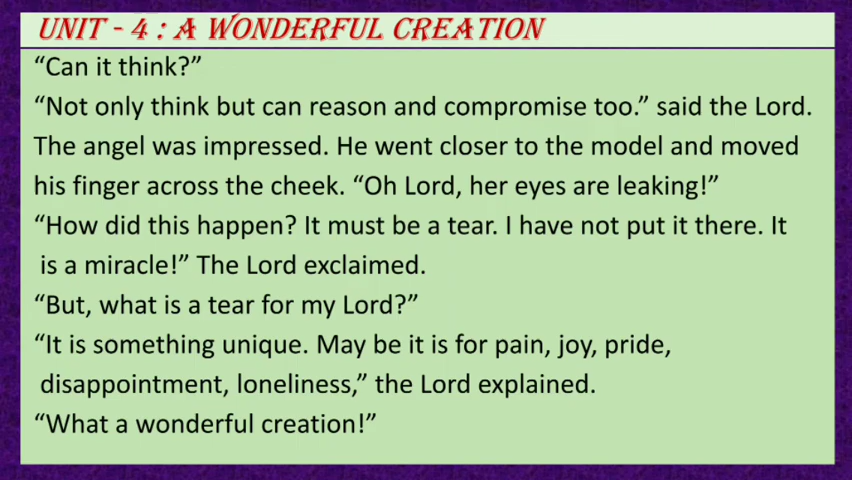 UNIT - 4 : A WONDERFUL CREATION
“Can it think?”
“Not only think but can reason and compromise too.” said the Lord.
The angel was impressed. He went closer to the model and moved
his finger across the cheek. “Oh Lord, her eyes are leaking!”
“How did this happen? It must be a tear. I have not put it there. It
is a miracle!” The Lord exclaimed.
“But, what is a tear for my Lord?”
“It is something unique. May be it is for pain, joy, pride,
disappointment, loneliness,” the Lord explained.
“What a wonderful creation!”